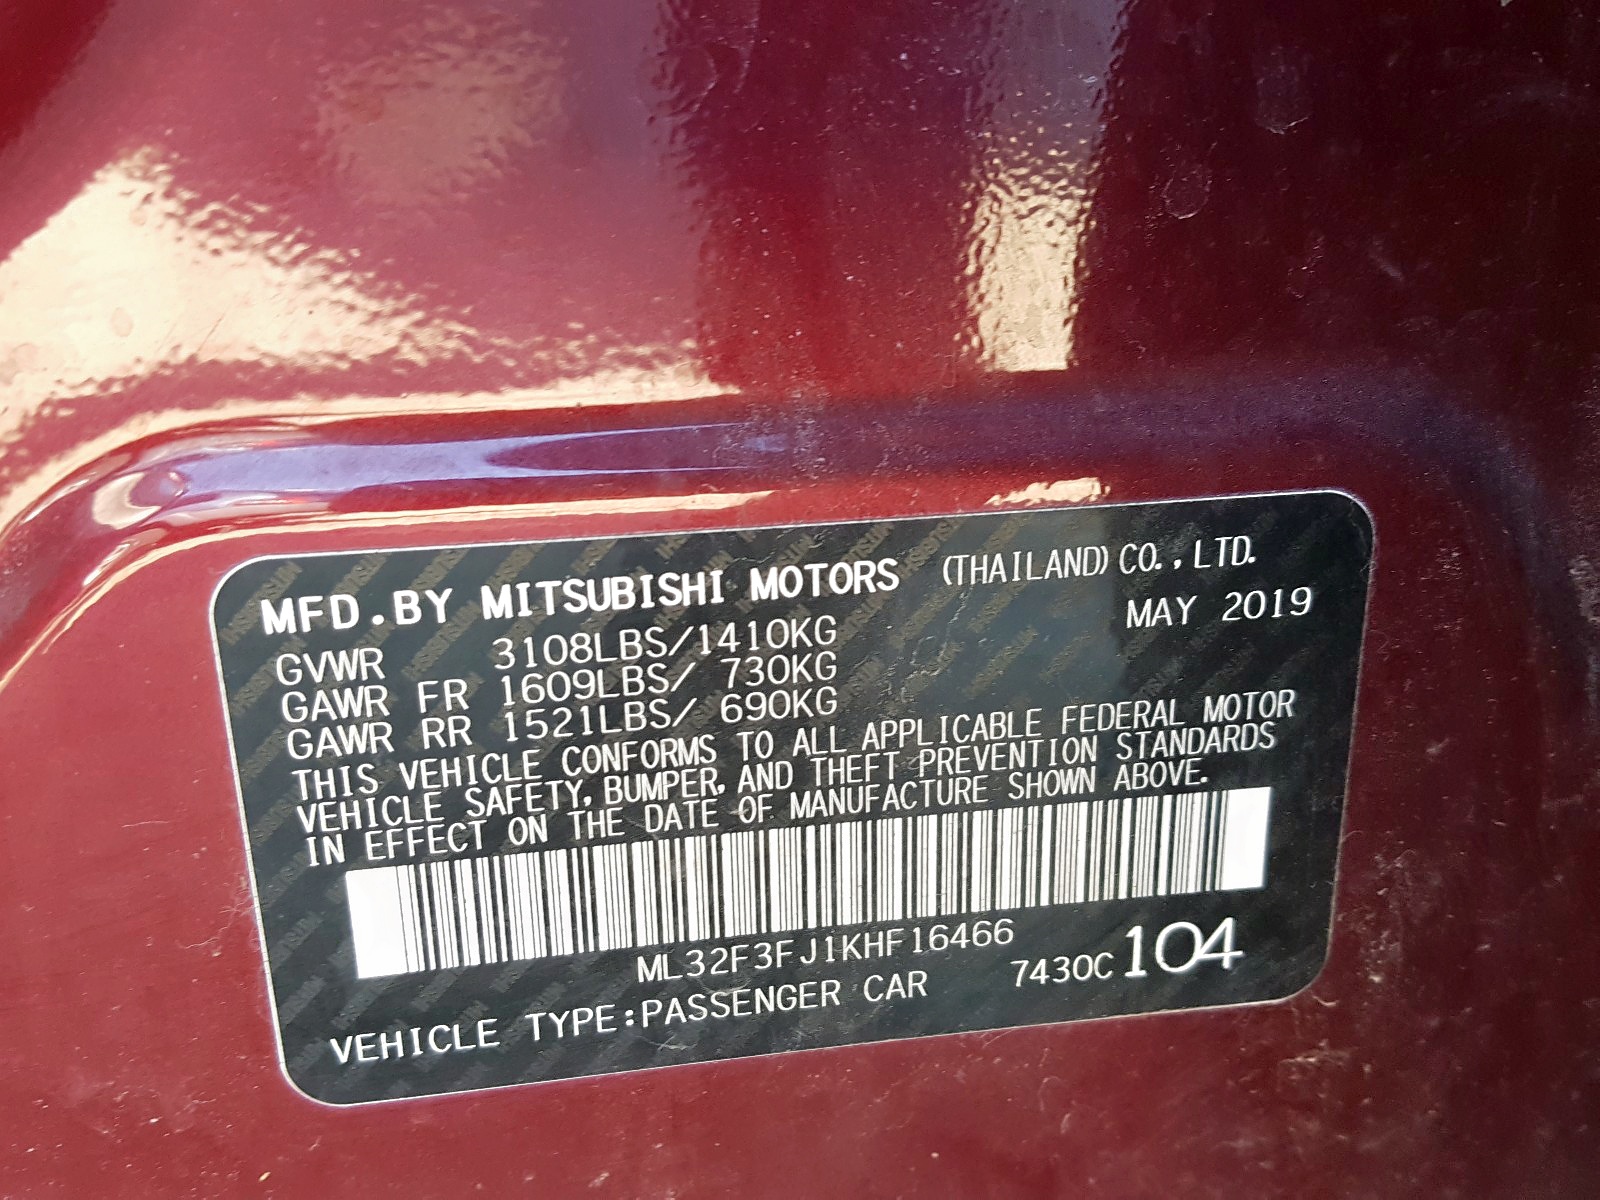 MFD.BY MITSUBISHI MOTORS (THAILAND) CO.,LTD.
MAY 2019
GVWR 3108LBS/1410KG
GAWR FR 1609LBS/ 730KG
GAWR RR 1521LBS/ 690KG
THIS VEHICLE CONFORMS TO ALL APPLICABLE FEDERAL MOTOR
VEHICLE SAFETY, BUMPER, AND THEFT PREVENTION STANDARDS
IN EFFECT ON THE DATE OF MANUFACTURE SHOWN ABOVE.
ML32F3FJ1KHF16466
VEHICLE TYPE:PASSENGER CAR 7430C 104